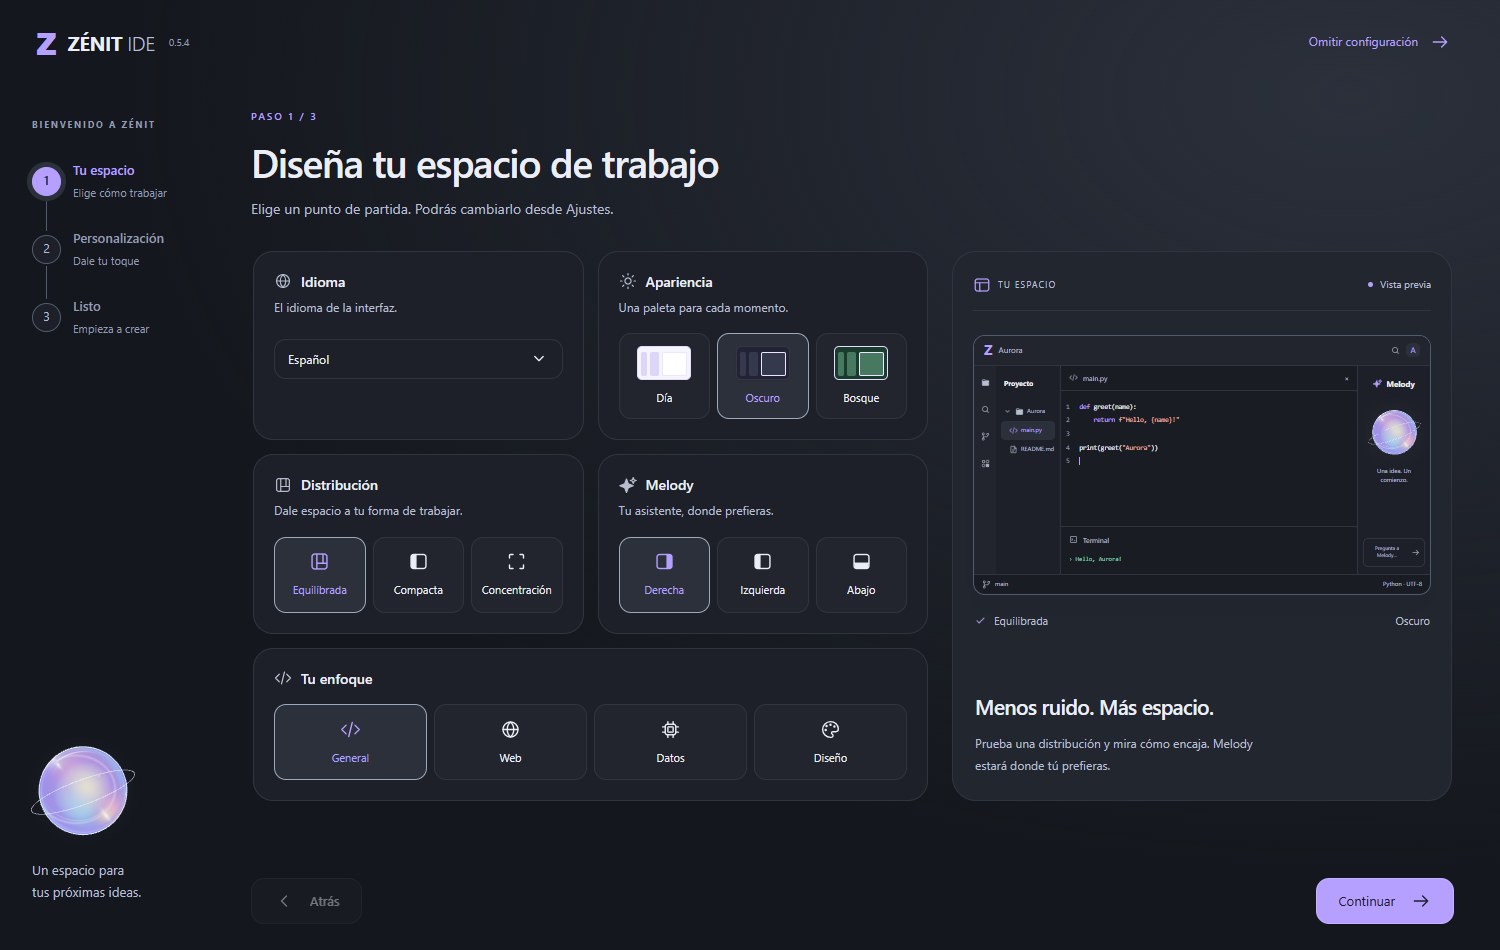 Z ZÉNIT IDE 0.5.4
Omitir configuración
BIENVENIDO A ZÉNIT
1 Tu espacio
Elige cómo trabajar
2 Personalización
Dale tu toque
3 Listo
Empieza a crear
Un espacio para
tus próximas ideas.
PASO 1 / 3
Diseña tu espacio de trabajo
Elige un punto de partida. Podrás cambiarlo desde Ajustes.
Idioma
El idioma de la interfaz.
Español
Apariencia
Una paleta para cada momento.
Día
Oscuro
Bosque
Distribución
Dale espacio a tu forma de trabajar.
Equilibrada
Compacta
Concentración
Melody
Tu asistente, donde prefieras.
Derecha
Izquierda
Abajo
Tu enfoque
General
Web
Datos
Diseño
TU ESPACIO
Vista previa
Z Aurora
A
Proyecto
Aurora
main.py
README.md
main.py
1 def greet(name):
2 return f"Hello, {name}!"
3
4 print(greet("Aurora"))
5
Terminal
› Hello, Aurora!
Melody
Una idea. Un
comienzo.
Pregunta a
Melody...
main
Python · UTF-8
Equilibrada
Oscuro
Menos ruido. Más espacio.
Prueba una distribución y mira cómo encaja. Melody
estará donde tú prefieras.
Atrás
Continuar